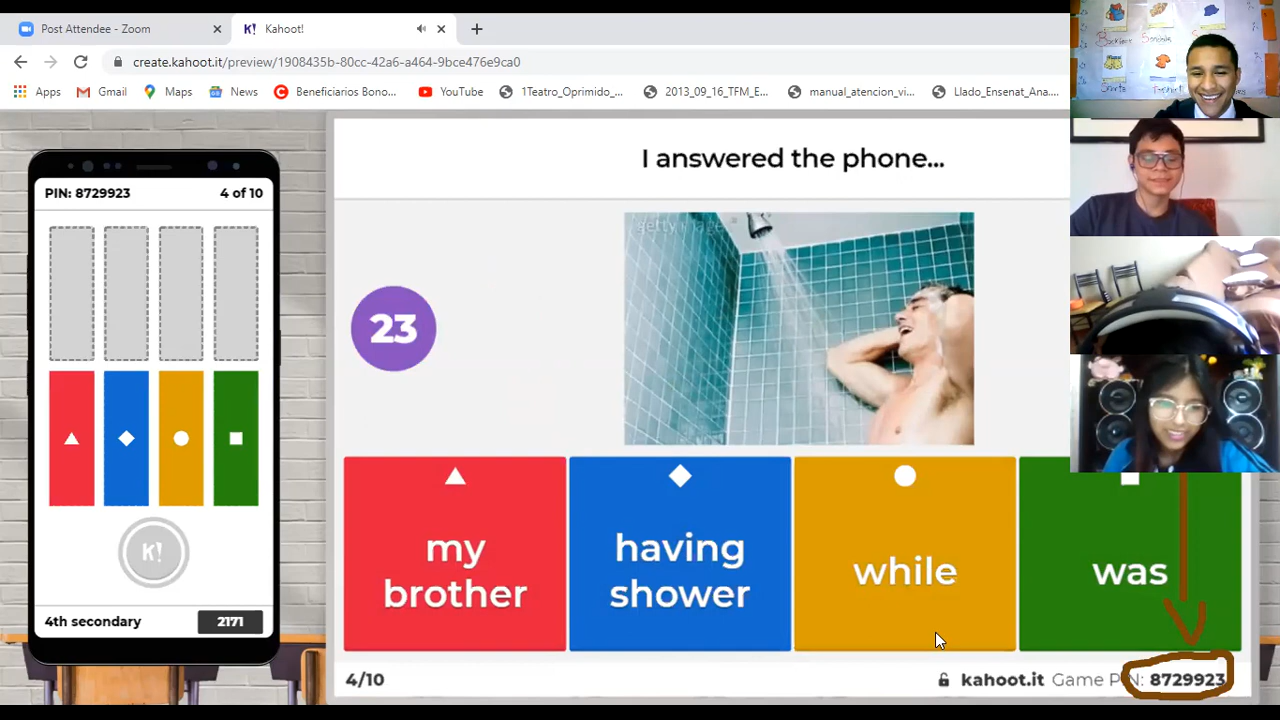 Post Attendee - Zoom
Kahoot!
create.kahoot.it/preview/1908435b-80cc-42a6-a464-9bce476e9ca0
Apps Gmail Maps News Beneficiarios Bono... YouTube 1Teatro_Oprimido_... 2013_09_16_TFM_E... manual_atencion_vi... Llado_Ensenat_Ana...
PIN: 8729923 4 of 10
K!
4th secondary 2171
I answered the phone...
23
my
brother
having
shower
while
was
4/10
kahoot.it Game PIN: 8729923